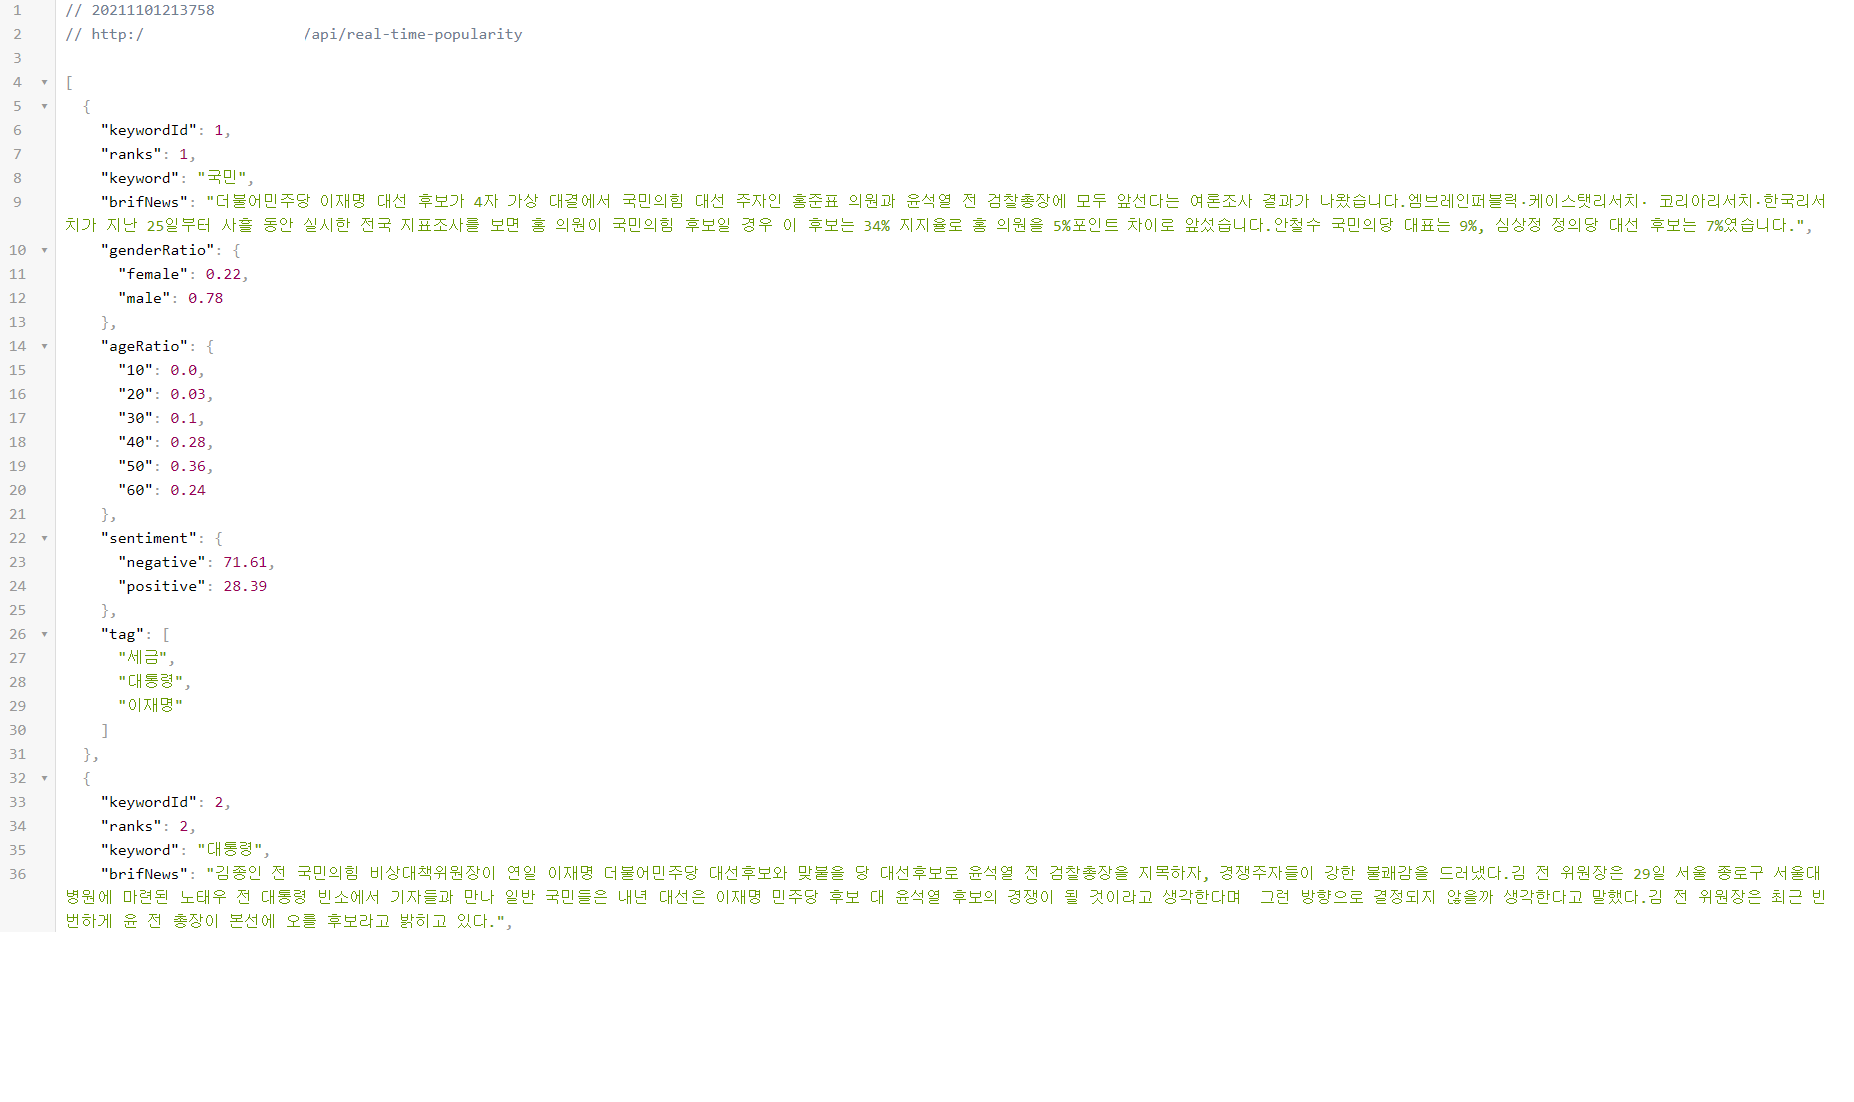 1 // 20211101213758
2 // http:/ /api/real-time-popularity
3
4 [
5 {
6 "keywordId": 1,
7 "ranks": 1,
8 "keyword": "국민",
9 "brifNews": "더불어민주당 이재명 대선 후보가 4자 가상 대결에서 국민의힘 대선 주자인 홍준표 의원과 윤석열 전 검찰총장에 모두 앞선다는 여론조사 결과가 나왔습니다.엠브레인퍼블릭·케이스탯리서치· 코리아리서치·한국리서
치가 지난 25일부터 사흘 동안 실시한 전국 지표조사를 보면 홍 의원이 국민의힘 후보일 경우 이 후보는 34% 지지율로 홍 의원을 5%포인트 차이로 앞섰습니다.안철수 국민의당 대표는 9%, 심상정 정의당 대선 후보는 7%였습니다.",
10 "genderRatio": {
11 "female": 0.22,
12 "male": 0.78
13 },
14 "ageRatio": {
15 "10": 0.0,
16 "20": 0.03,
17 "30": 0.1,
18 "40": 0.28,
19 "50": 0.36,
20 "60": 0.24
21 },
22 "sentiment": {
23 "negative": 71.61,
24 "positive": 28.39
25 },
26 "tag": [
27 "세금",
28 "대통령",
29 "이재명"
30 ]
31 },
32 {
33 "keywordId": 2,
34 "ranks": 2,
35 "keyword": "대통령",
36 "brifNews": "김종인 전 국민의힘 비상대책위원장이 연일 이재명 더불어민주당 대선후보와 맞붙을 당 대선후보로 윤석열 전 검찰총장을 지목하자, 경쟁주자들이 강한 불쾌감을 드러냈다.김 전 위원장은 29일 서울 종로구 서울대
병원에 마련된 노태우 전 대통령 빈소에서 기자들과 만나 일반 국민들은 내년 대선은 이재명 민주당 후보 대 윤석열 후보의 경쟁이 될 것이라고 생각한다며  그런 방향으로 결정되지 않을까 생각한다고 말했다.김 전 위원장은 최근 빈
번하게 윤 전 총장이 본선에 오를 후보라고 밝히고 있다.",